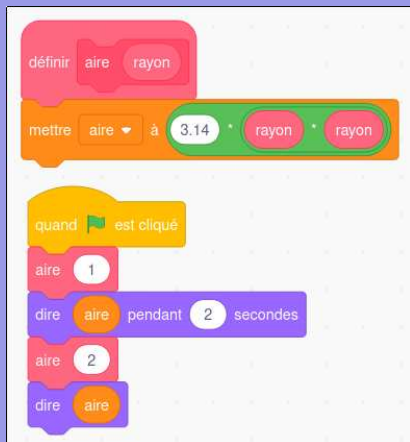 définir aire rayon
mettre aire à 3.14 * rayon * rayon
quand est cliqué
aire 1
dire aire pendant 2 secondes
aire 2
dire aire